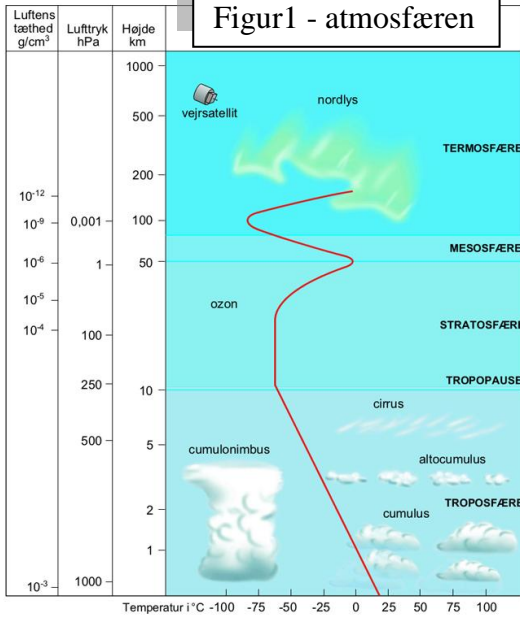 Figur1 - atmosfæren
Luftens
tæthed
g/cm³
Lufttryk
hPa
Højde
km
1000
500
200
100
50
10
5
2
1
0,001
1
100
250
500
1000
10⁻¹²
10⁻⁹
10⁻⁶
10⁻⁵
10⁻⁴
10⁻³
vejrsatellit
nordlys
TERMOSFÆRE
MESOSFÆRE
ozon
STRATOSFÆRE
TROPOPAUSE
cirrus
cumulonimbus
altocumulus
TROPOSFÆRE
cumulus
Temperatur i °C -100 -75 -50 -25 0 25 50 75 100